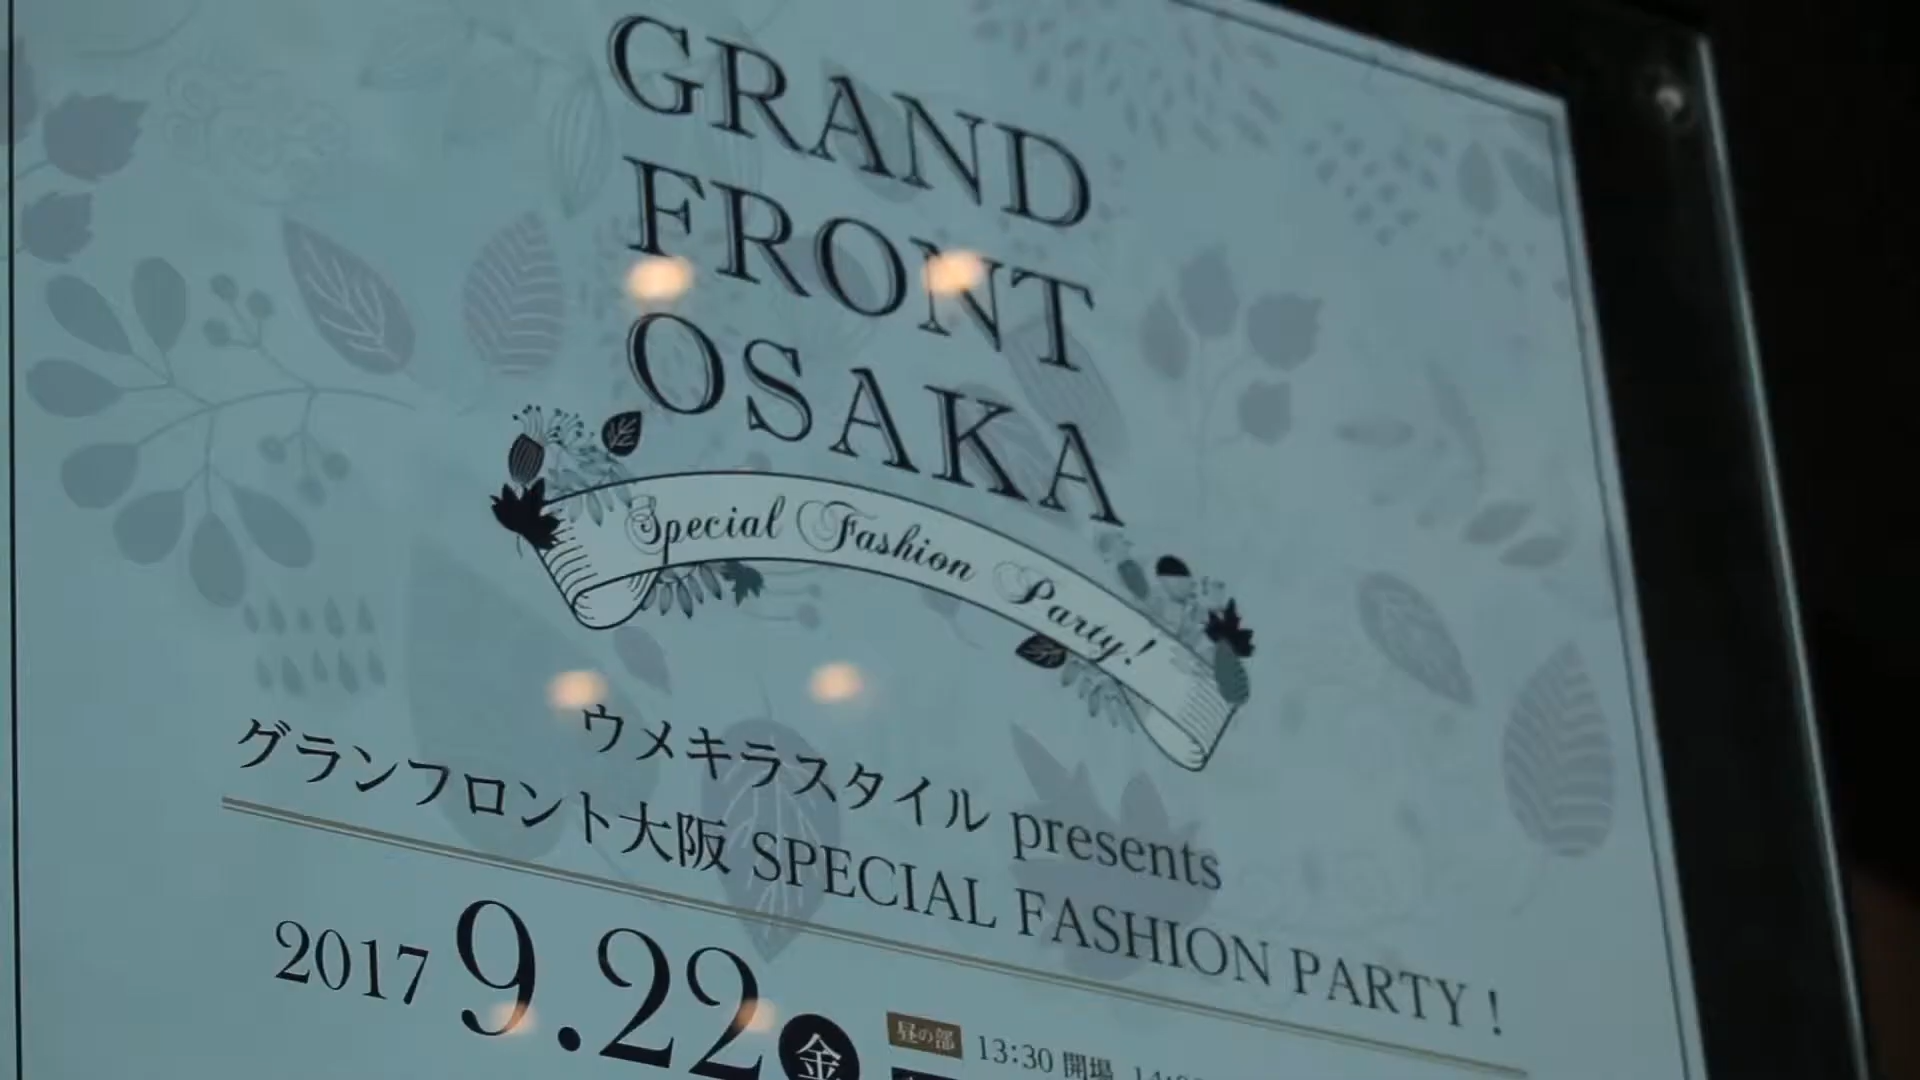 GRAND
FRONT
OSAKA
Special Fashion Party!
ウメキラスタイル presents
グランフロント大阪 SPECIAL FASHION PARTY !
2017 9.22 金
昼の部 13:30 開場